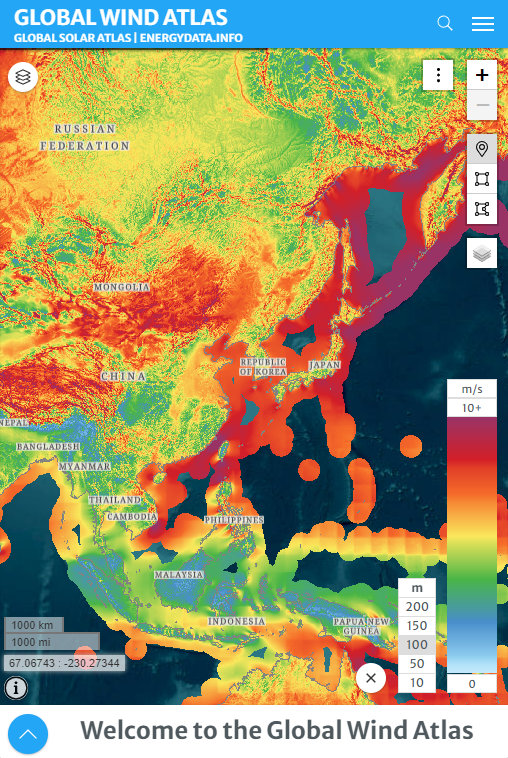 GLOBAL WIND ATLAS
GLOBAL SOLAR ATLAS | ENERGYDATA.INFO
RUSSIAN
FEDERATION
MONGOLIA
REPUBLIC
OF KOREA
JAPAN
CHINA
NEPAL
BANGLADESH
MYANMAR
THAILAND
CAMBODIA
PHILIPPINES
MALAYSIA
INDONESIA
PAPUA NEW
GUINEA
m/s
10+
0
m
200
150
100
50
10
1000 km
1000 mi
67.06743 : -230.27344
Welcome to the Global Wind Atlas